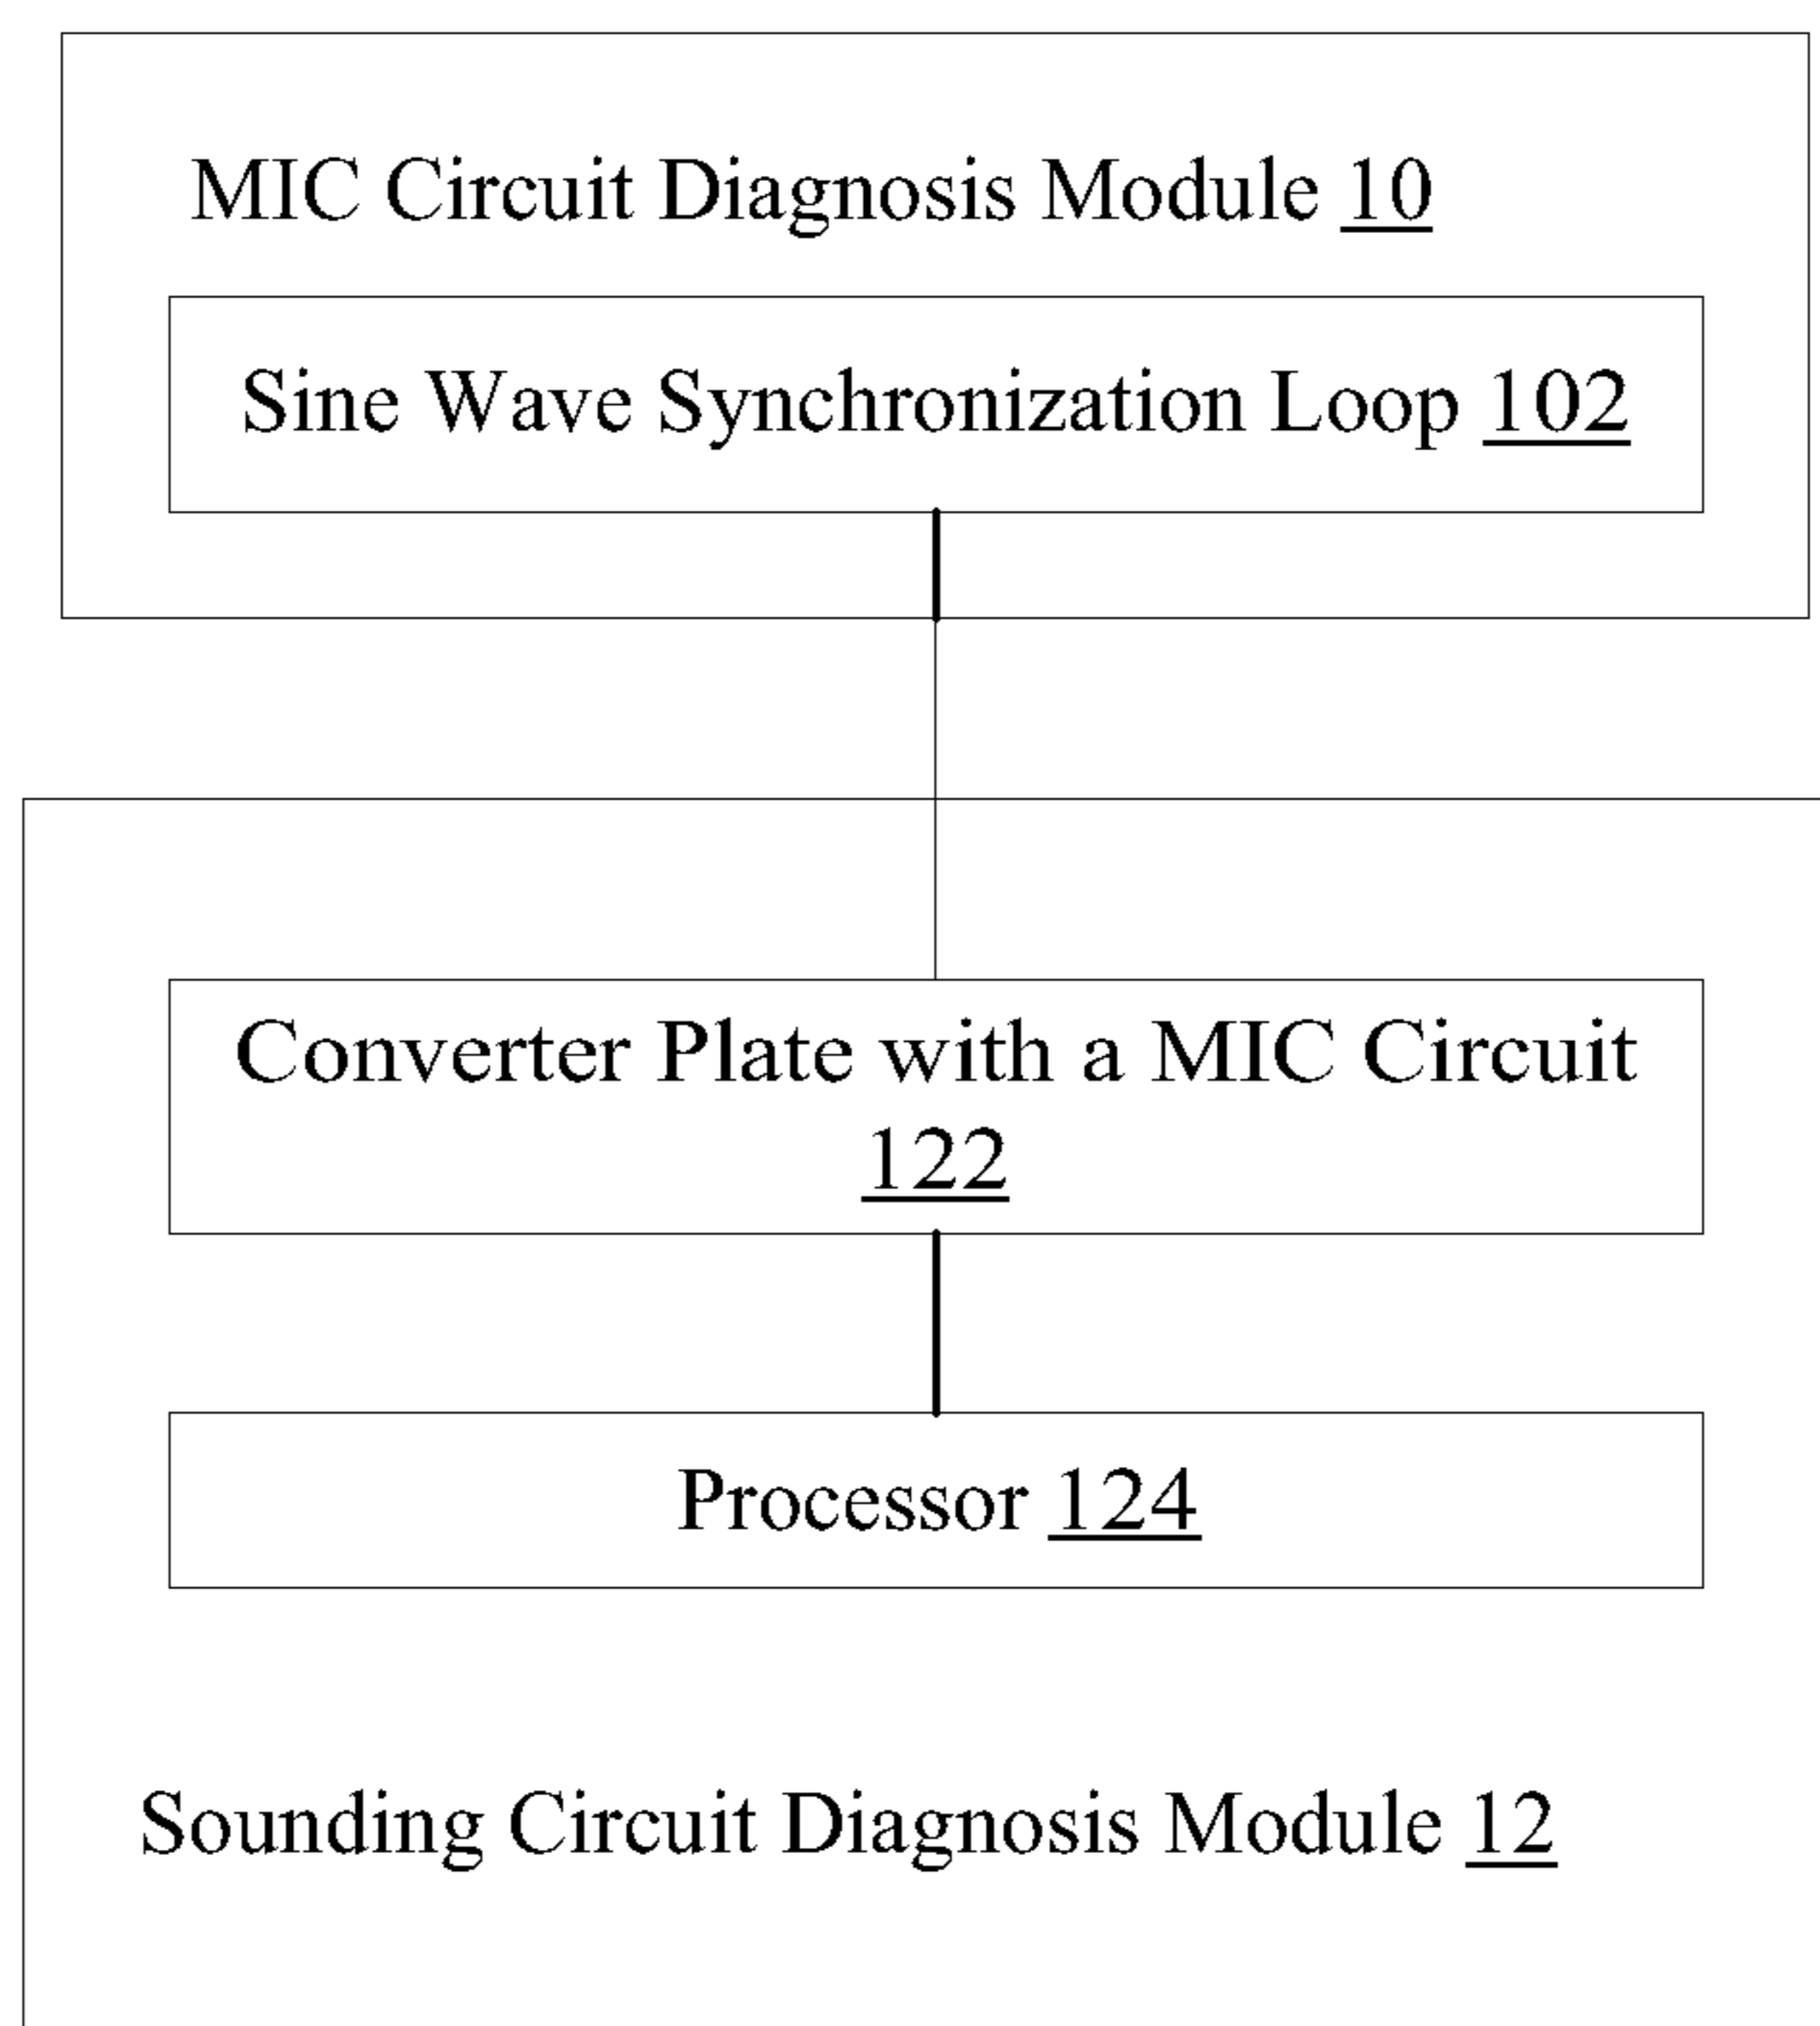 MIC Circuit Diagnosis Module 10
Sine Wave Synchronization Loop 102
Converter Plate with a MIC Circuit
122
Processor 124
Sounding Circuit Diagnosis Module 12